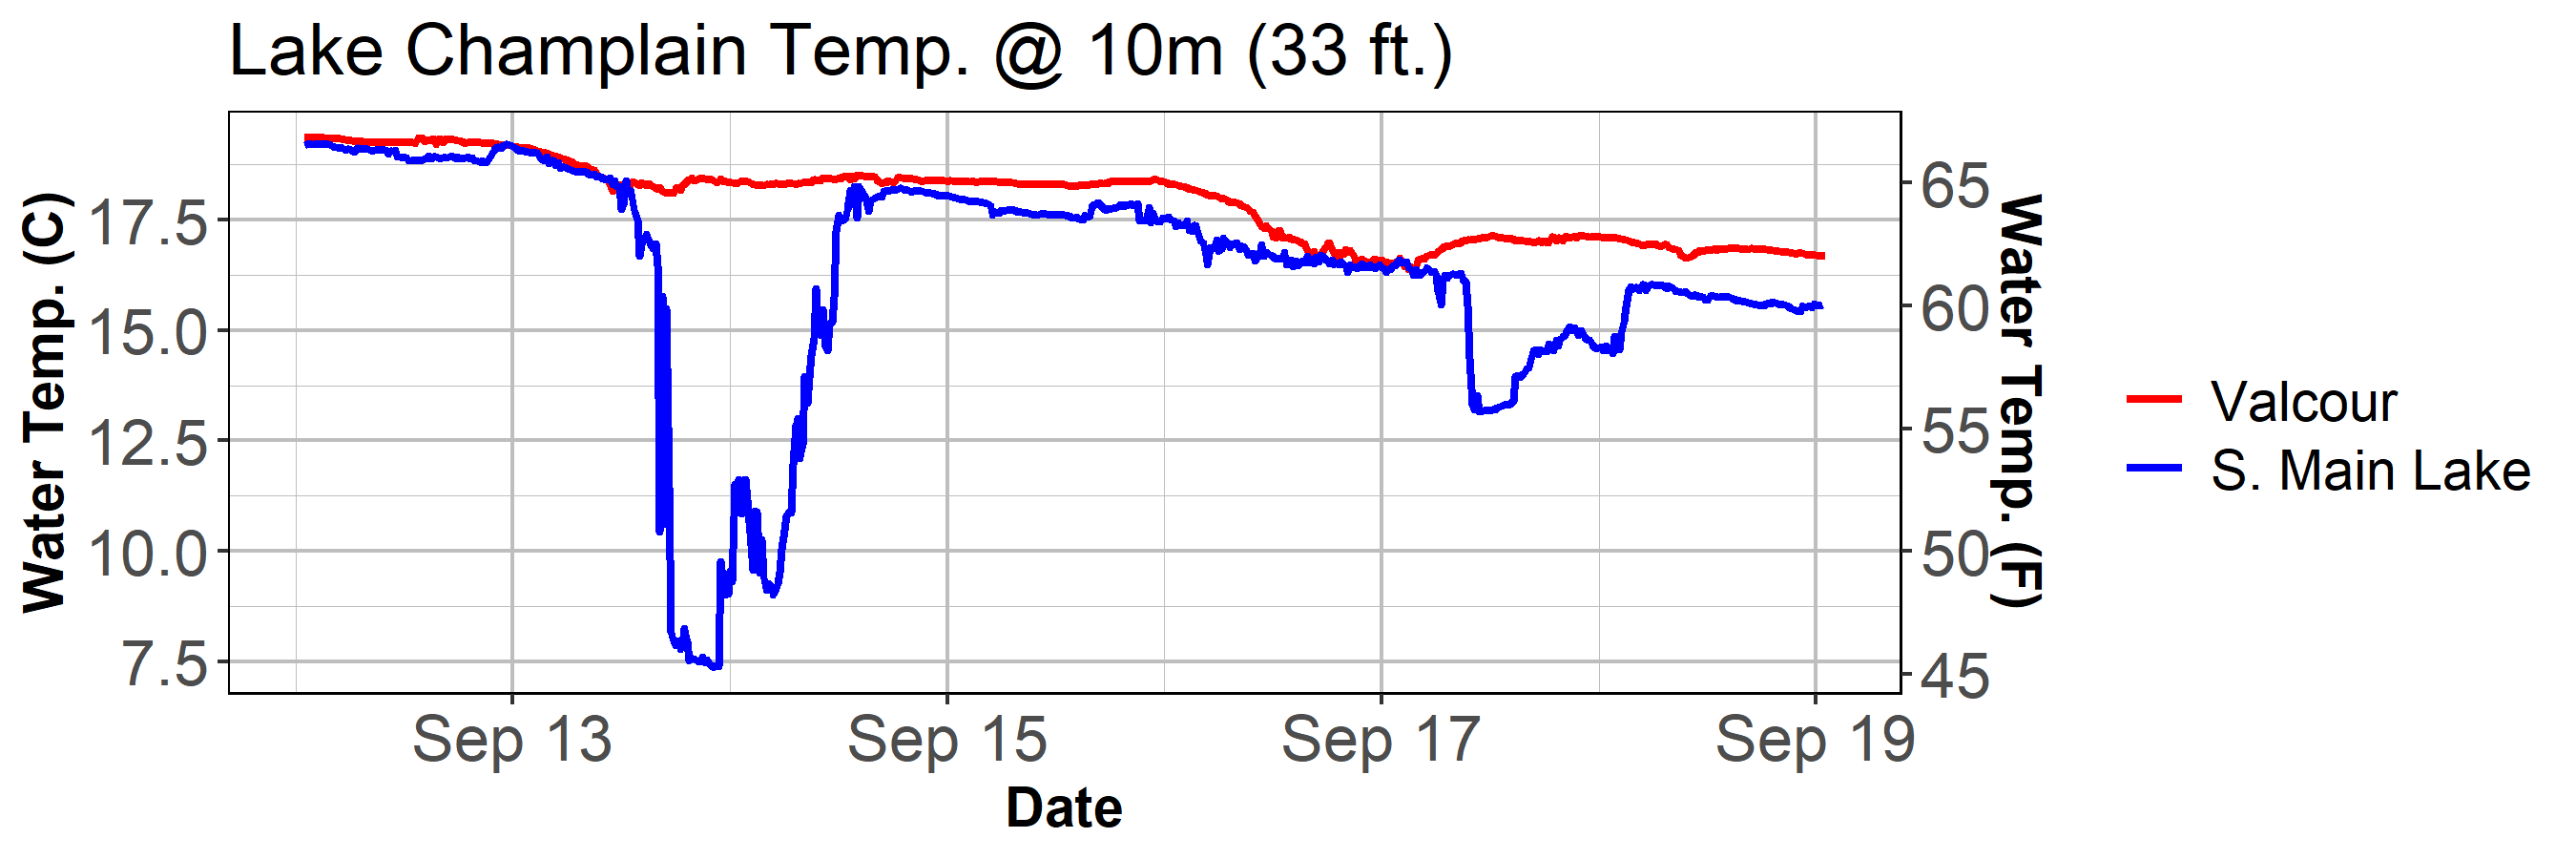 Lake Champlain Temp. @ 10m (33 ft.)
Water Temp. (C)
17.5
15.0
12.5
10.0
7.5
65
60
55
50
45
Water Temp. (F)
Sep 13
Sep 15
Sep 17
Sep 19
Date
Valcour
S. Main Lake